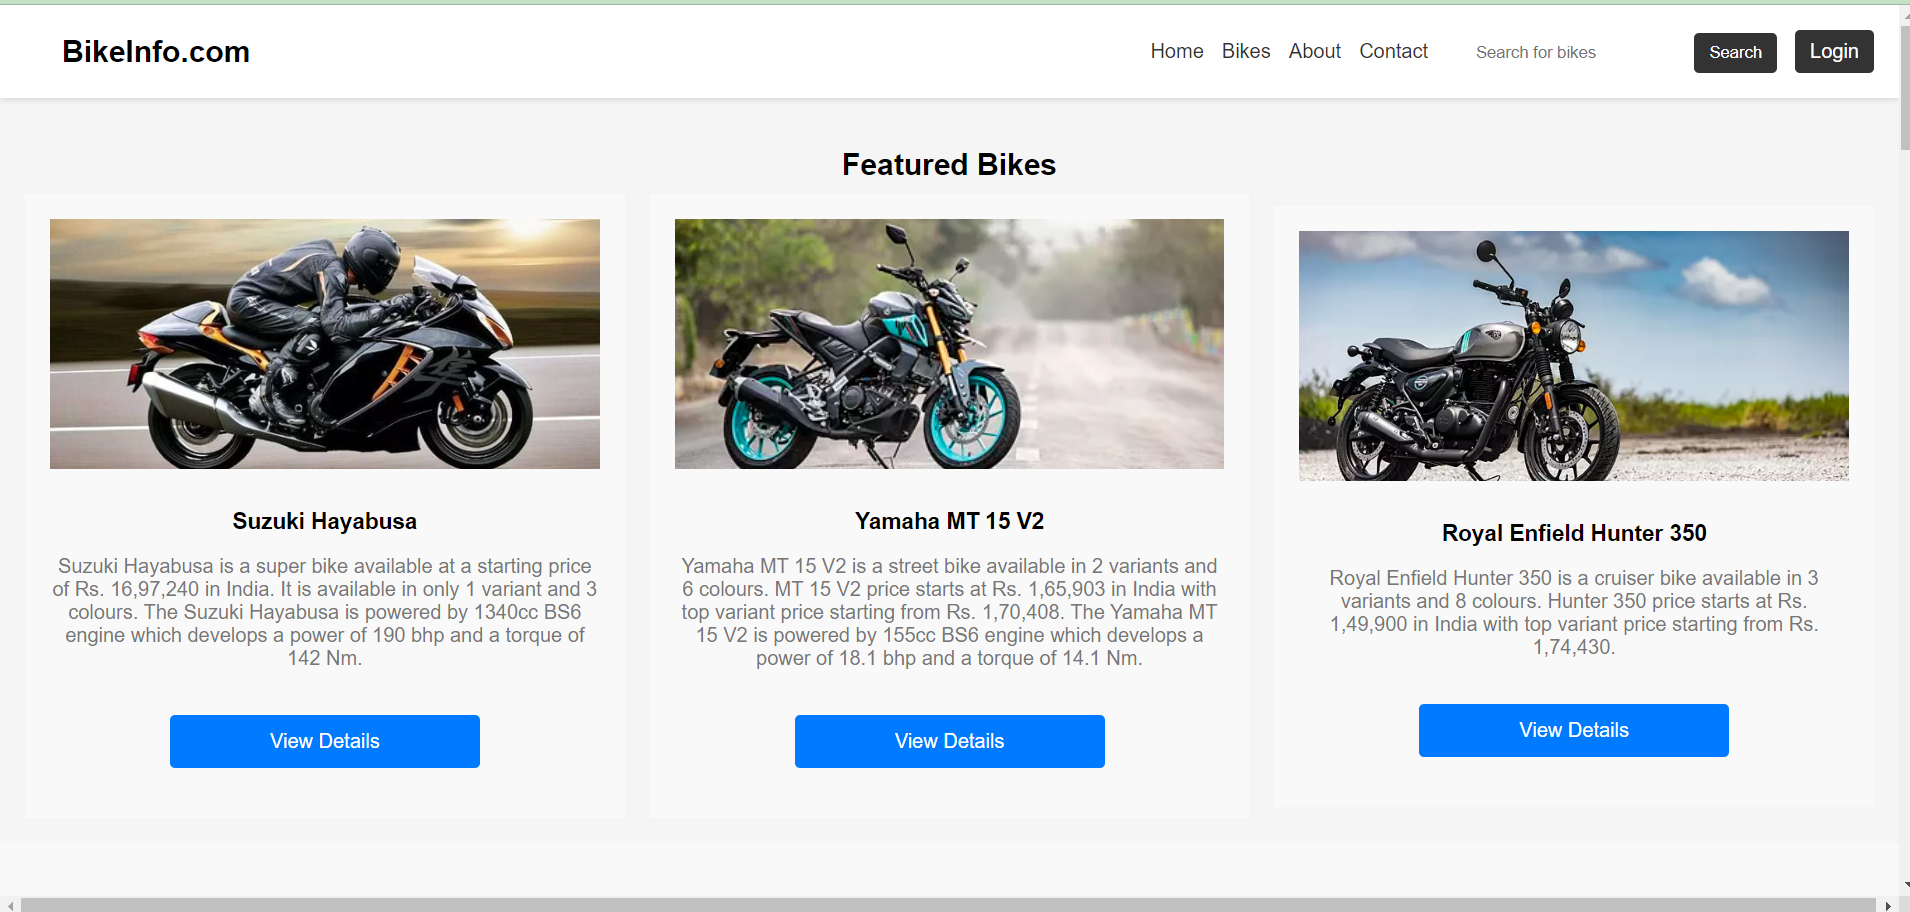 BikeInfo.com
Home Bikes About Contact Search for bikes Search Login
Featured Bikes
Suzuki Hayabusa
Suzuki Hayabusa is a super bike available at a starting price
of Rs. 16,97,240 in India. It is available in only 1 variant and 3
colours. The Suzuki Hayabusa is powered by 1340cc BS6
engine which develops a power of 190 bhp and a torque of
142 Nm.
View Details
Yamaha MT 15 V2
Yamaha MT 15 V2 is a street bike available in 2 variants and
6 colours. MT 15 V2 price starts at Rs. 1,65,903 in India with
top variant price starting from Rs. 1,70,408. The Yamaha MT
15 V2 is powered by 155cc BS6 engine which develops a
power of 18.1 bhp and a torque of 14.1 Nm.
View Details
Royal Enfield Hunter 350
Royal Enfield Hunter 350 is a cruiser bike available in 3
variants and 8 colours. Hunter 350 price starts at Rs.
1,49,900 in India with top variant price starting from Rs.
1,74,430.
View Details